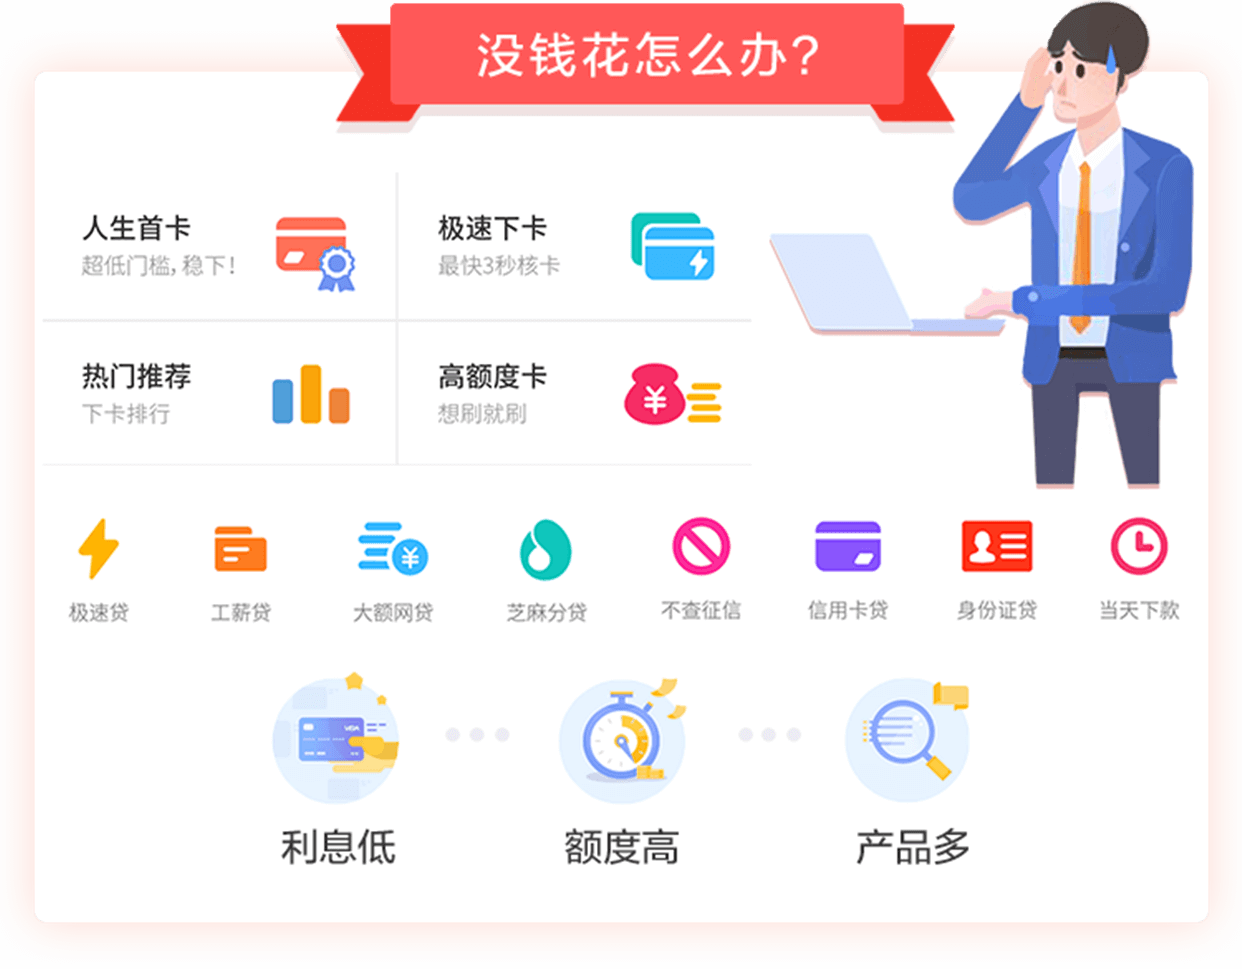 没钱花怎么办?
人生首卡
超低门槛,稳下!
极速下卡
最快3秒核卡
热门推荐
下卡排行
高额度卡
想刷就刷
极速贷
工薪贷
大额网贷
芝麻分贷
不查征信
信用卡贷
身份证贷
当天下款
VISA
利息低
额度高
产品多